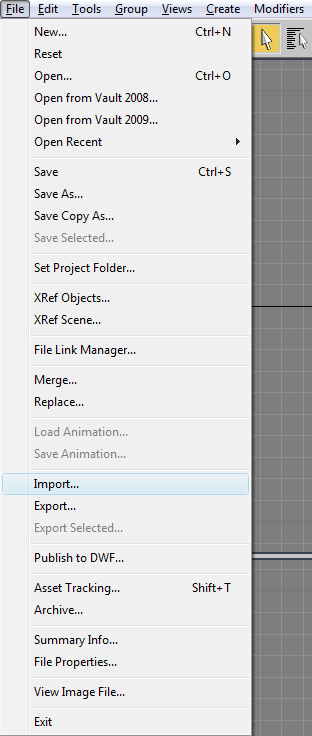 File Edit Tools Group Views Create Modifiers
New... Ctrl+N
Reset
Open... Ctrl+O
Open from Vault 2008...
Open from Vault 2009...
Open Recent
Save Ctrl+S
Save As...
Save Copy As...
Save Selected...
Set Project Folder...
XRef Objects...
XRef Scene...
File Link Manager...
Merge...
Replace...
Load Animation...
Save Animation...
Import...
Export...
Export Selected...
Publish to DWF...
Asset Tracking... Shift+T
Archive...
Summary Info...
File Properties...
View Image File...
Exit